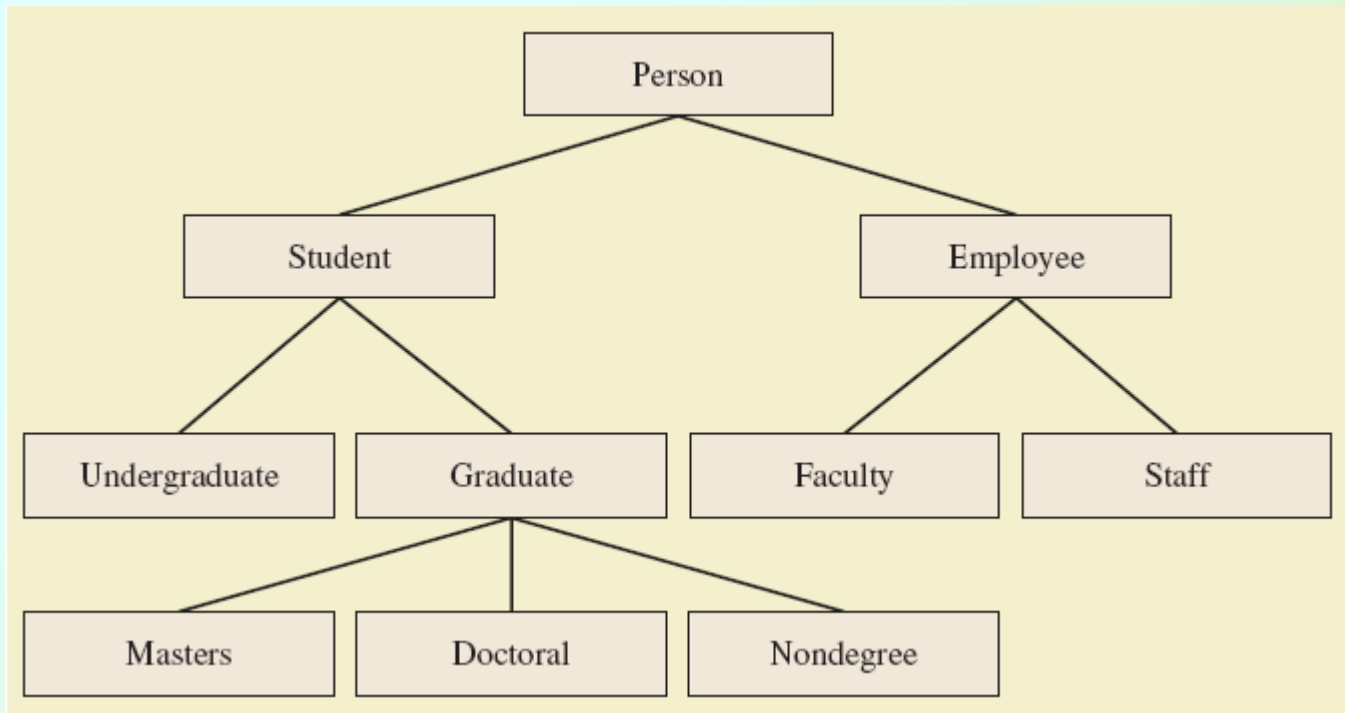 Person
Student
Employee
Undergraduate
Graduate
Faculty
Staff
Masters
Doctoral
Nondegree